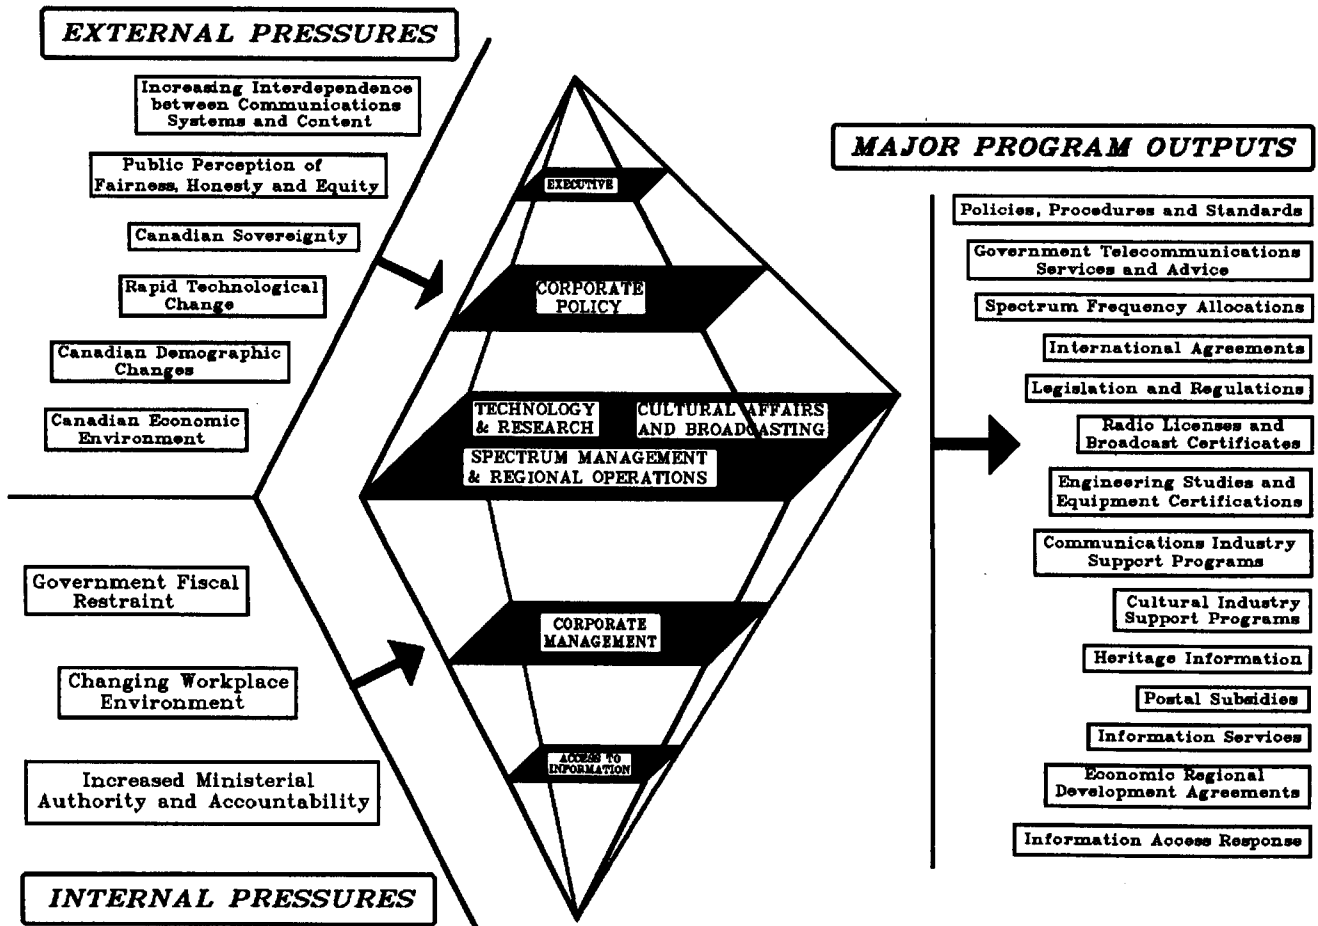 EXTERNAL PRESSURES
Increasing Interdependence
between Communications
Systems and Content
Public Perception of
Fairness, Honesty and Equity
Canadian Sovereignty
Rapid Technological
Change
Canadian Demographic
Changes
Canadian Economic
Environment
Government Fiscal
Restraint
Changing Workplace
Environment
Increased Ministerial
Authority and Accountability
INTERNAL PRESSURES
EXECUTIVE
CORPORATE
POLICY
TECHNOLOGY
& RESEARCH
CULTURAL AFFAIRS
AND BROADCASTING
SPECTRUM MANAGEMENT
& REGIONAL OPERATIONS
CORPORATE
MANAGEMENT
ACCESS TO
INFORMATION
MAJOR PROGRAM OUTPUTS
Policies, Procedures and Standards
Government Telecommunications
Services and Advice
Spectrum Frequency Allocations
International Agreements
Legislation and Regulations
Radio Licenses and
Broadcast Certificates
Engineering Studies and
Equipment Certifications
Communications Industry
Support Programs
Cultural Industry
Support Programs
Heritage Information
Postal Subsidies
Information Services
Economic Regional
Development Agreements
Information Access Response